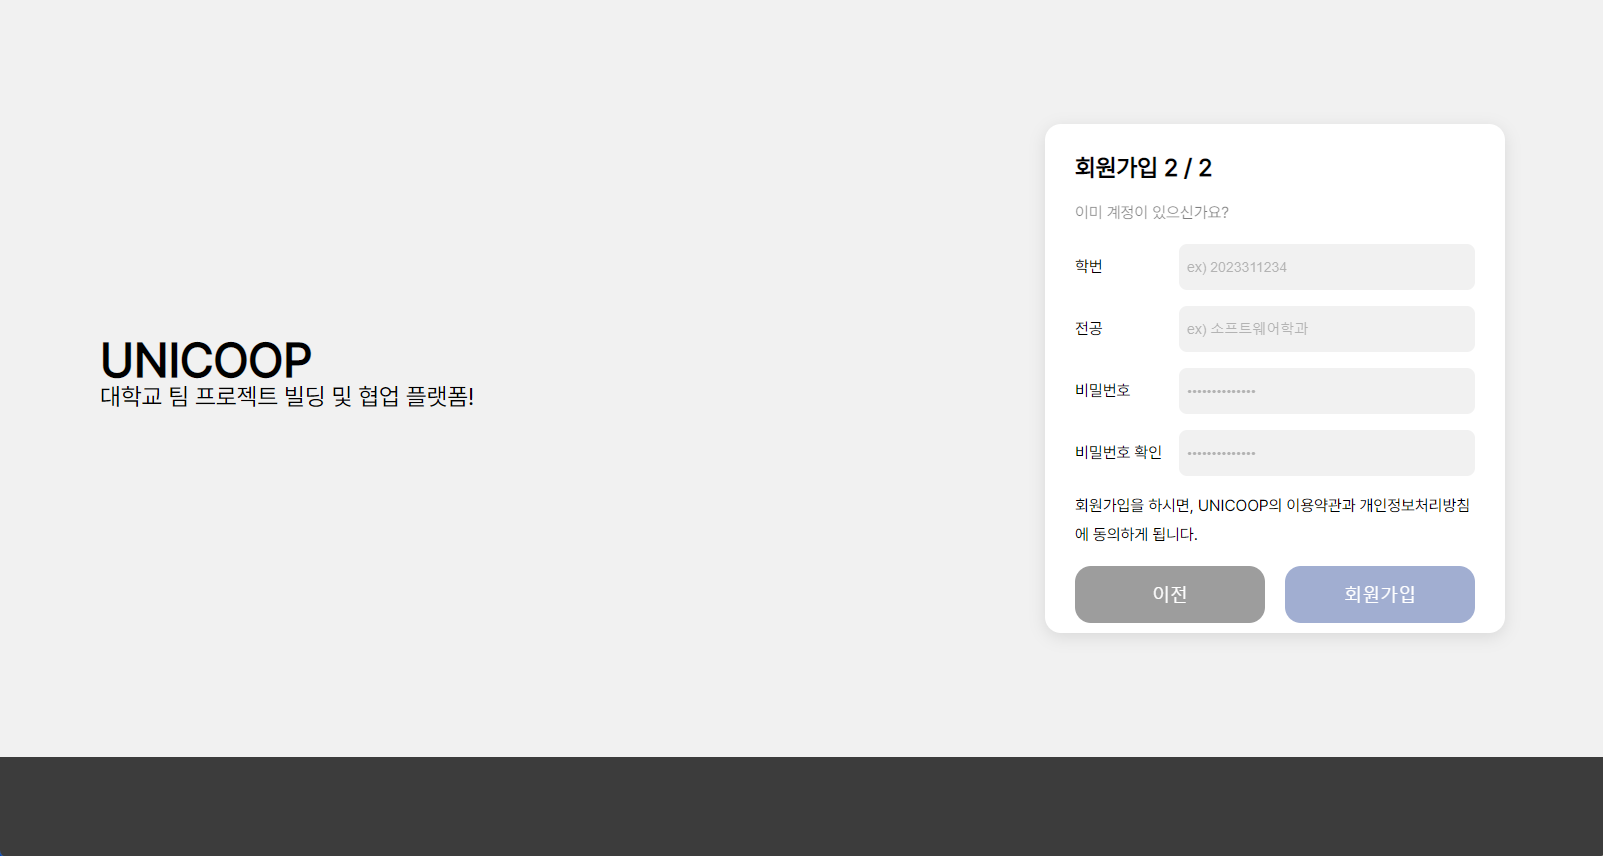 UNICOOP
대학교 팀 프로젝트 빌딩 및 협업 플랫폼!
회원가입 2 / 2
이미 계정이 있으신가요?
학번
ex) 2023311234
전공
ex) 소프트웨어학과
비밀번호
••••••••••••••
비밀번호 확인
••••••••••••••
회원가입을 하시면, UNICOOP의 이용약관과 개인정보처리방침
에 동의하게 됩니다.
이전
회원가입